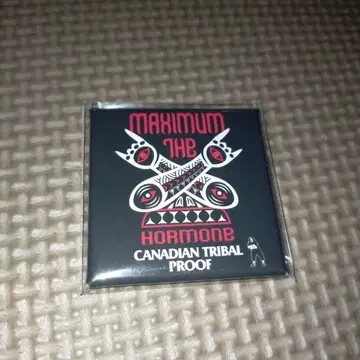 MAXIMUM
THE
HORMONE
CANADIAN TRIBAL
PROOF